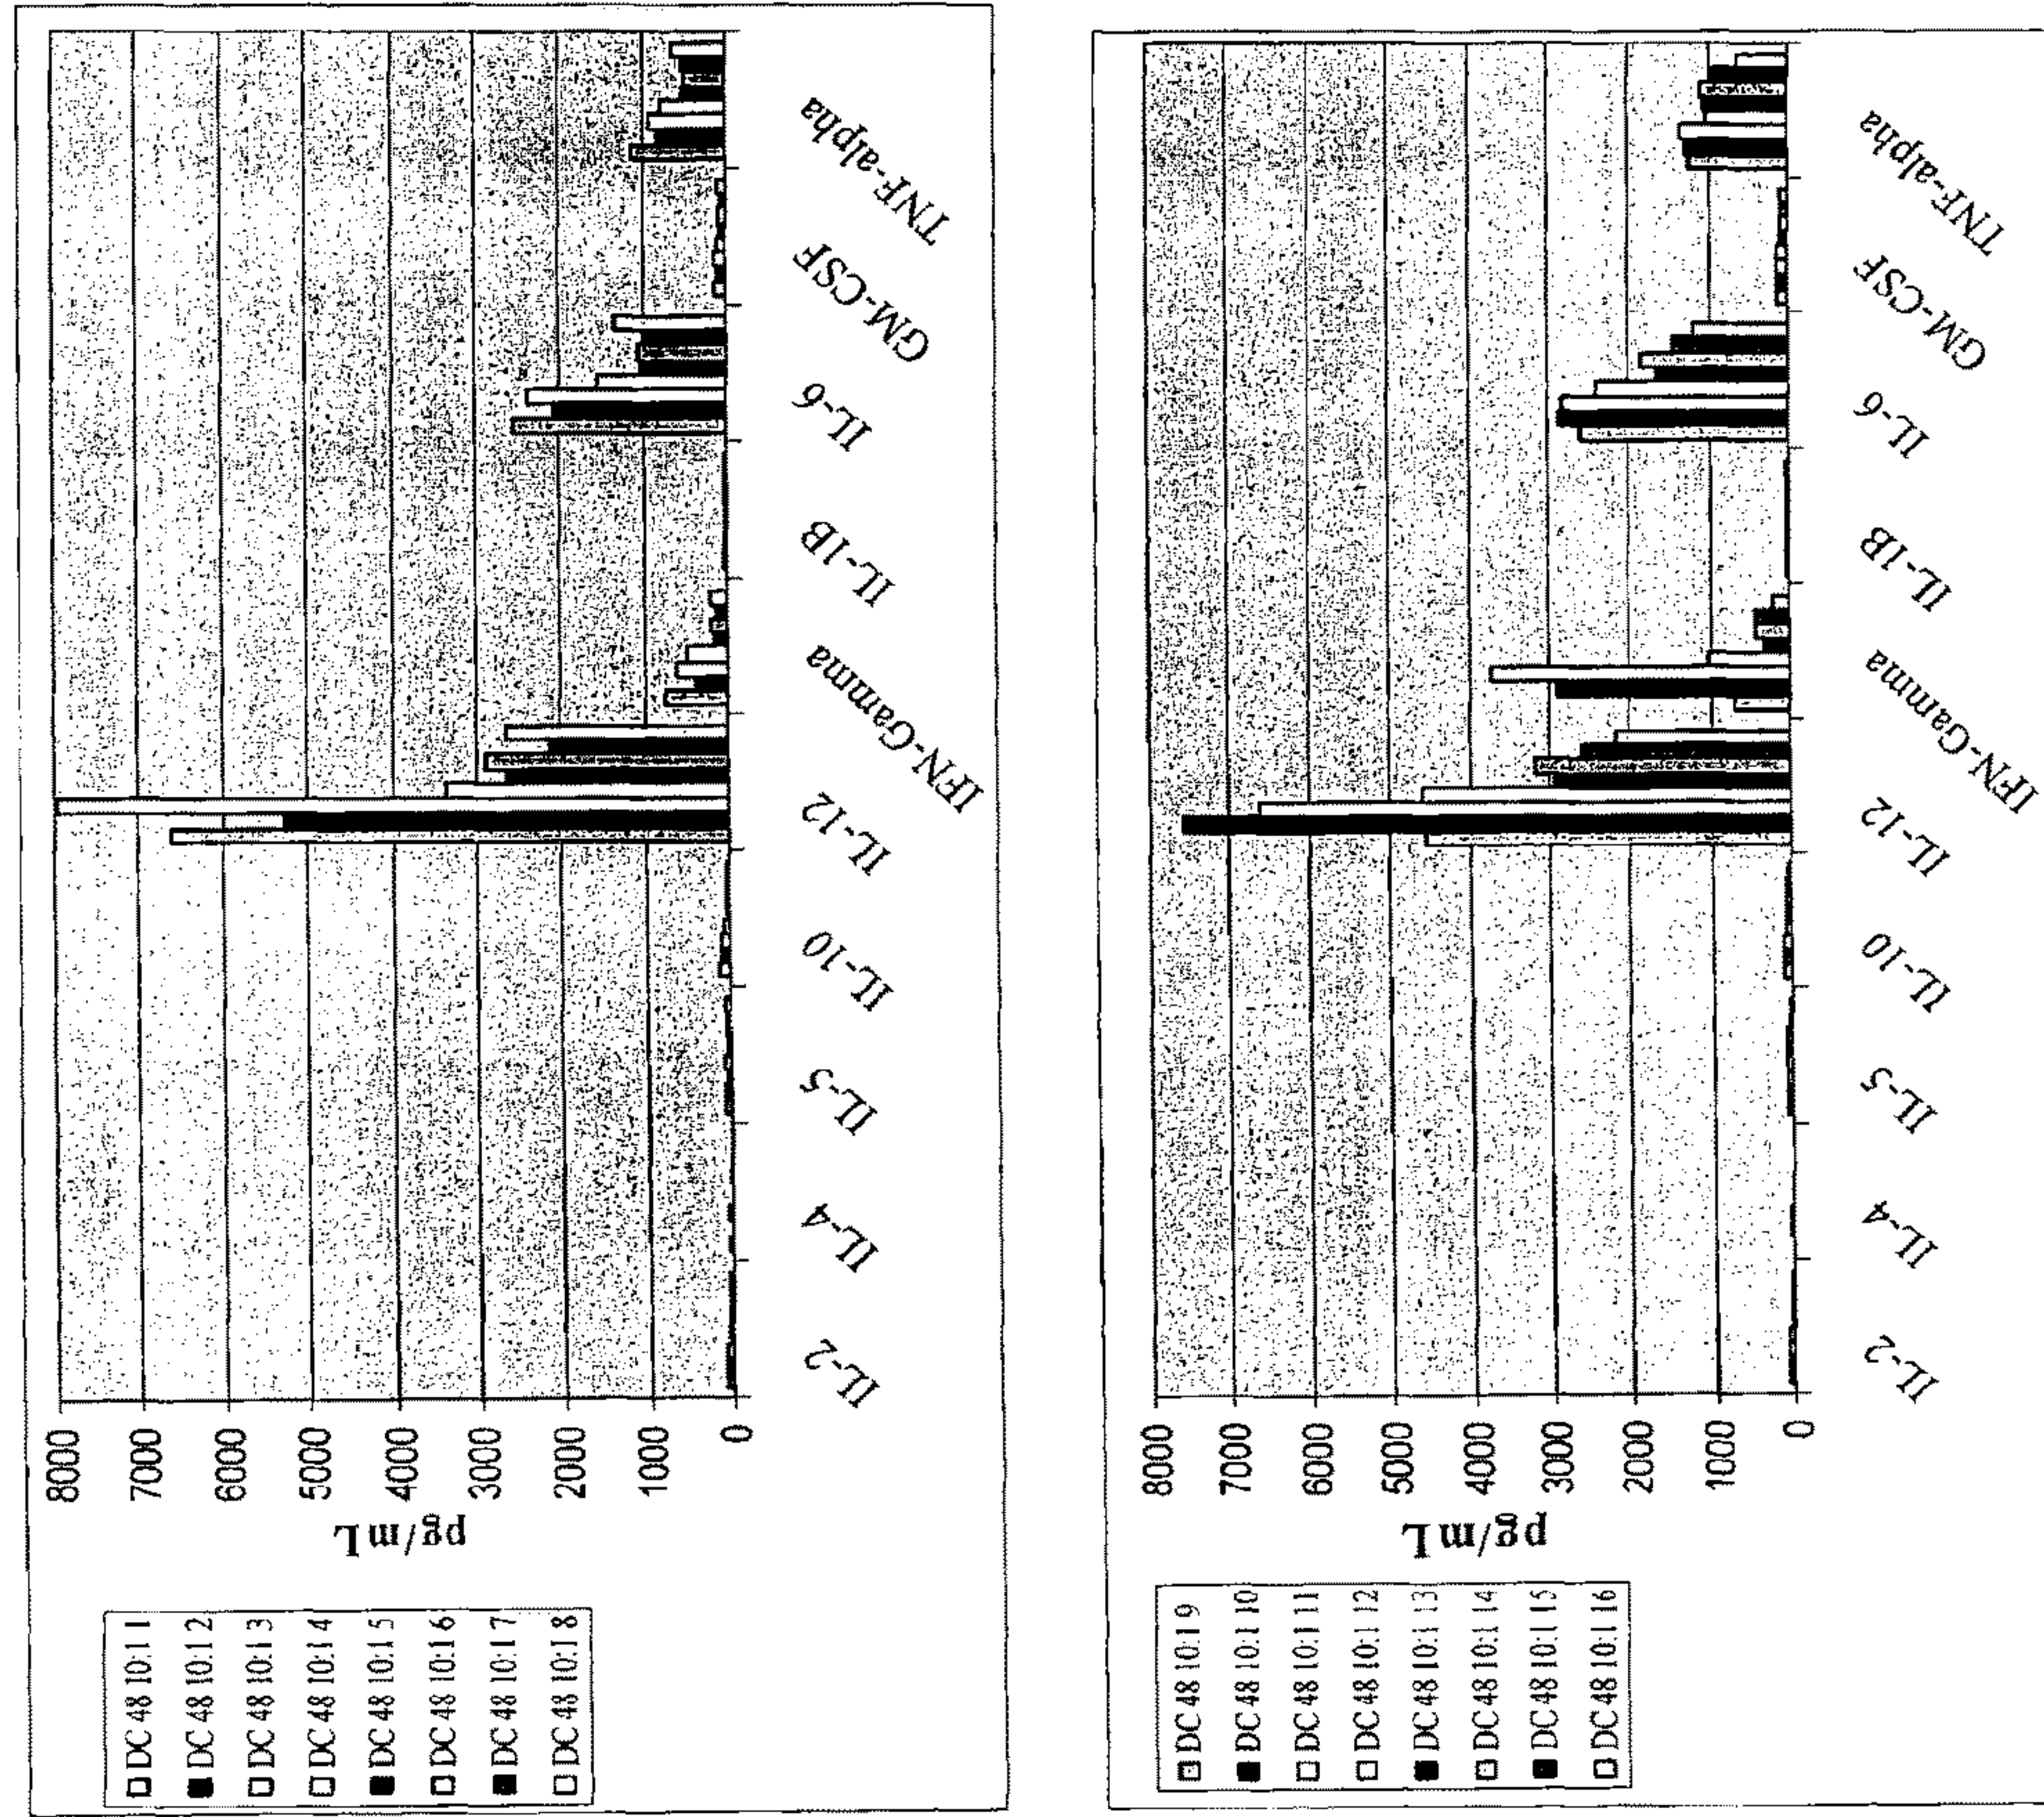 DC 48 10:1 1
DC 48 10:1 2
DC 48 10:1 3
DC 48 10:1 4
DC 48 10:1 5
DC 48 10:1 6
DC 48 10:1 7
DC 48 10:1 8
pg/mL
8000
7000
6000
5000
4000
3000
2000
1000
0
IL-2
IL-4
IL-5
IL-10
IL-12
IFN-Gamma
IL-1B
IL-6
GM-CSF
TNF-alpha
DC 48 10:1 9
DC 48 10:1 10
DC 48 10:1 11
DC 48 10:1 12
DC 48 10:1 13
DC 48 10:1 14
DC 48 10:1 15
DC 48 10:1 16
pg/mL
8000
7000
6000
5000
4000
3000
2000
1000
0
IL-2
IL-4
IL-5
IL-10
IL-12
IFN-Gamma
IL-1B
IL-6
GM-CSF
TNF-alpha